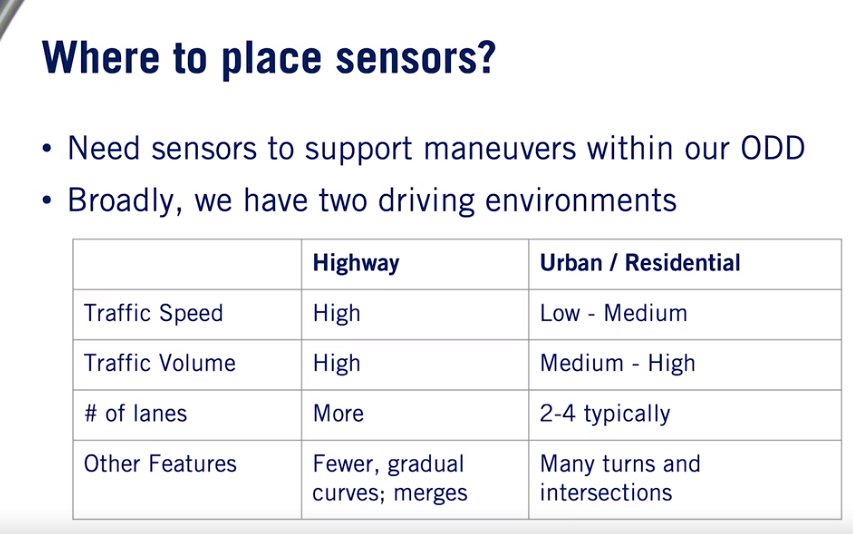 Where to place sensors?
• Need sensors to support maneuvers within our ODD
• Broadly, we have two driving environments
Highway Urban / Residential
Traffic Speed High Low - Medium
Traffic Volume High Medium - High
# of lanes More 2-4 typically
Other Features Fewer, gradual Many turns and
curves; merges intersections